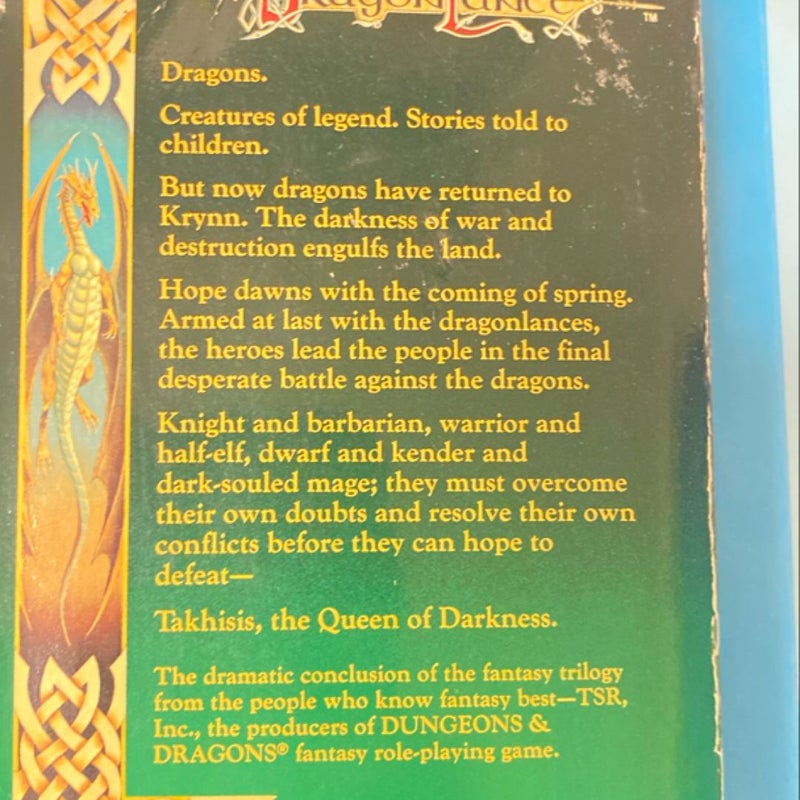 DragonLance
TM
Dragons.
Creatures of legend. Stories told to
children.
But now dragons have returned to
Krynn. The darkness of war and
destruction engulfs the land.
Hope dawns with the coming of spring.
Armed at last with the dragonlances,
the heroes lead the people in the final
desperate battle against the dragons.
Knight and barbarian, warrior and
half-elf, dwarf and kender and
dark-souled mage; they must overcome
their own doubts and resolve their own
conflicts before they can hope to
defeat—
Takhisis, the Queen of Darkness.
The dramatic conclusion of the fantasy trilogy
from the people who know fantasy best—TSR,
Inc., the producers of DUNGEONS &
DRAGONS® fantasy role-playing game.